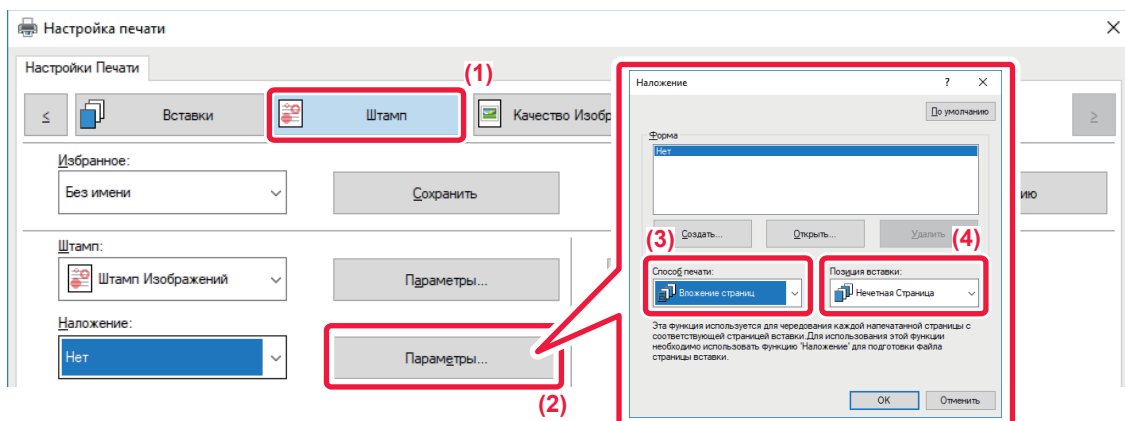 Настройка печати
Настройки Печати
(1)
≤
Вставки
Штамп
Качество Изобр
≥
Избранное:
Без имени
Сохранить
ию
Штамп:
Штамп Изображений
Параметры...
Наложение:
Нет
Параметры...
(2)
Наложение
?
По умолчанию
Форма
Нет
Создать...
Открыть...
Удалить
(3)
(4)
Способ печати:
Позиция вставки:
Вложение страниц
Нечетная Страница
Эта функция используется для чередования каждой напечатанной страницы с
соответствующей страницей вставки.Для использования этой функции
необходимо использовать функцию 'Наложение' для подготовки файла
страницы вставки.
OK
Отменить